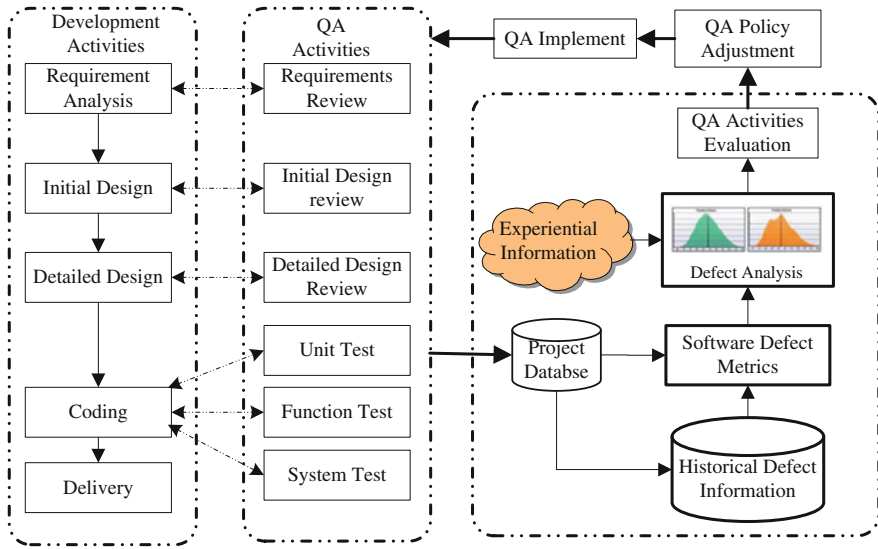 Development
Activities
Requirement
Analysis
Initial Design
Detailed Design
Coding
Delivery
QA
Activities
Requirements
Review
Initial Design
review
Detailed Design
Review
Unit Test
Function Test
System Test
QA Implement
QA Policy
Adjustment
QA Activities
Evaluation
Experiential
Information
Defect Analysis
Project
Databse
Software Defect
Metrics
Historical Defect
Information